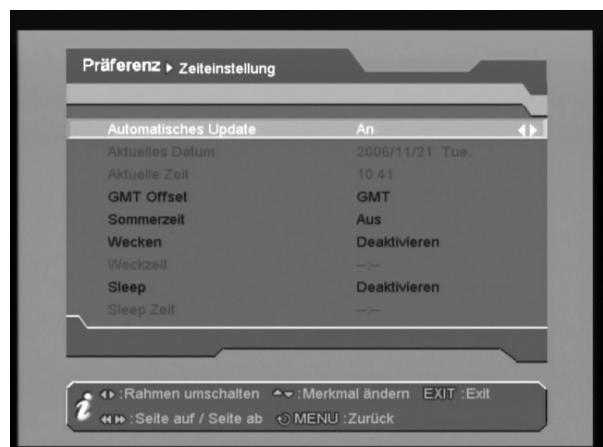 Präferenz ▸ Zeiteinstellung
Automatisches Update An
Aktuelles Datum 2006/11/21 Tue.
Aktuelle Zeit 10:41
GMT Offset GMT
Sommerzeit Aus
Wecken Deaktivieren
Weckzeit --:--
Sleep Deaktivieren
Sleep Zeit --:--
:Rahmen umschalten :Merkmal ändern EXIT :Exit
:Seite auf / Seite ab MENU :Zurück